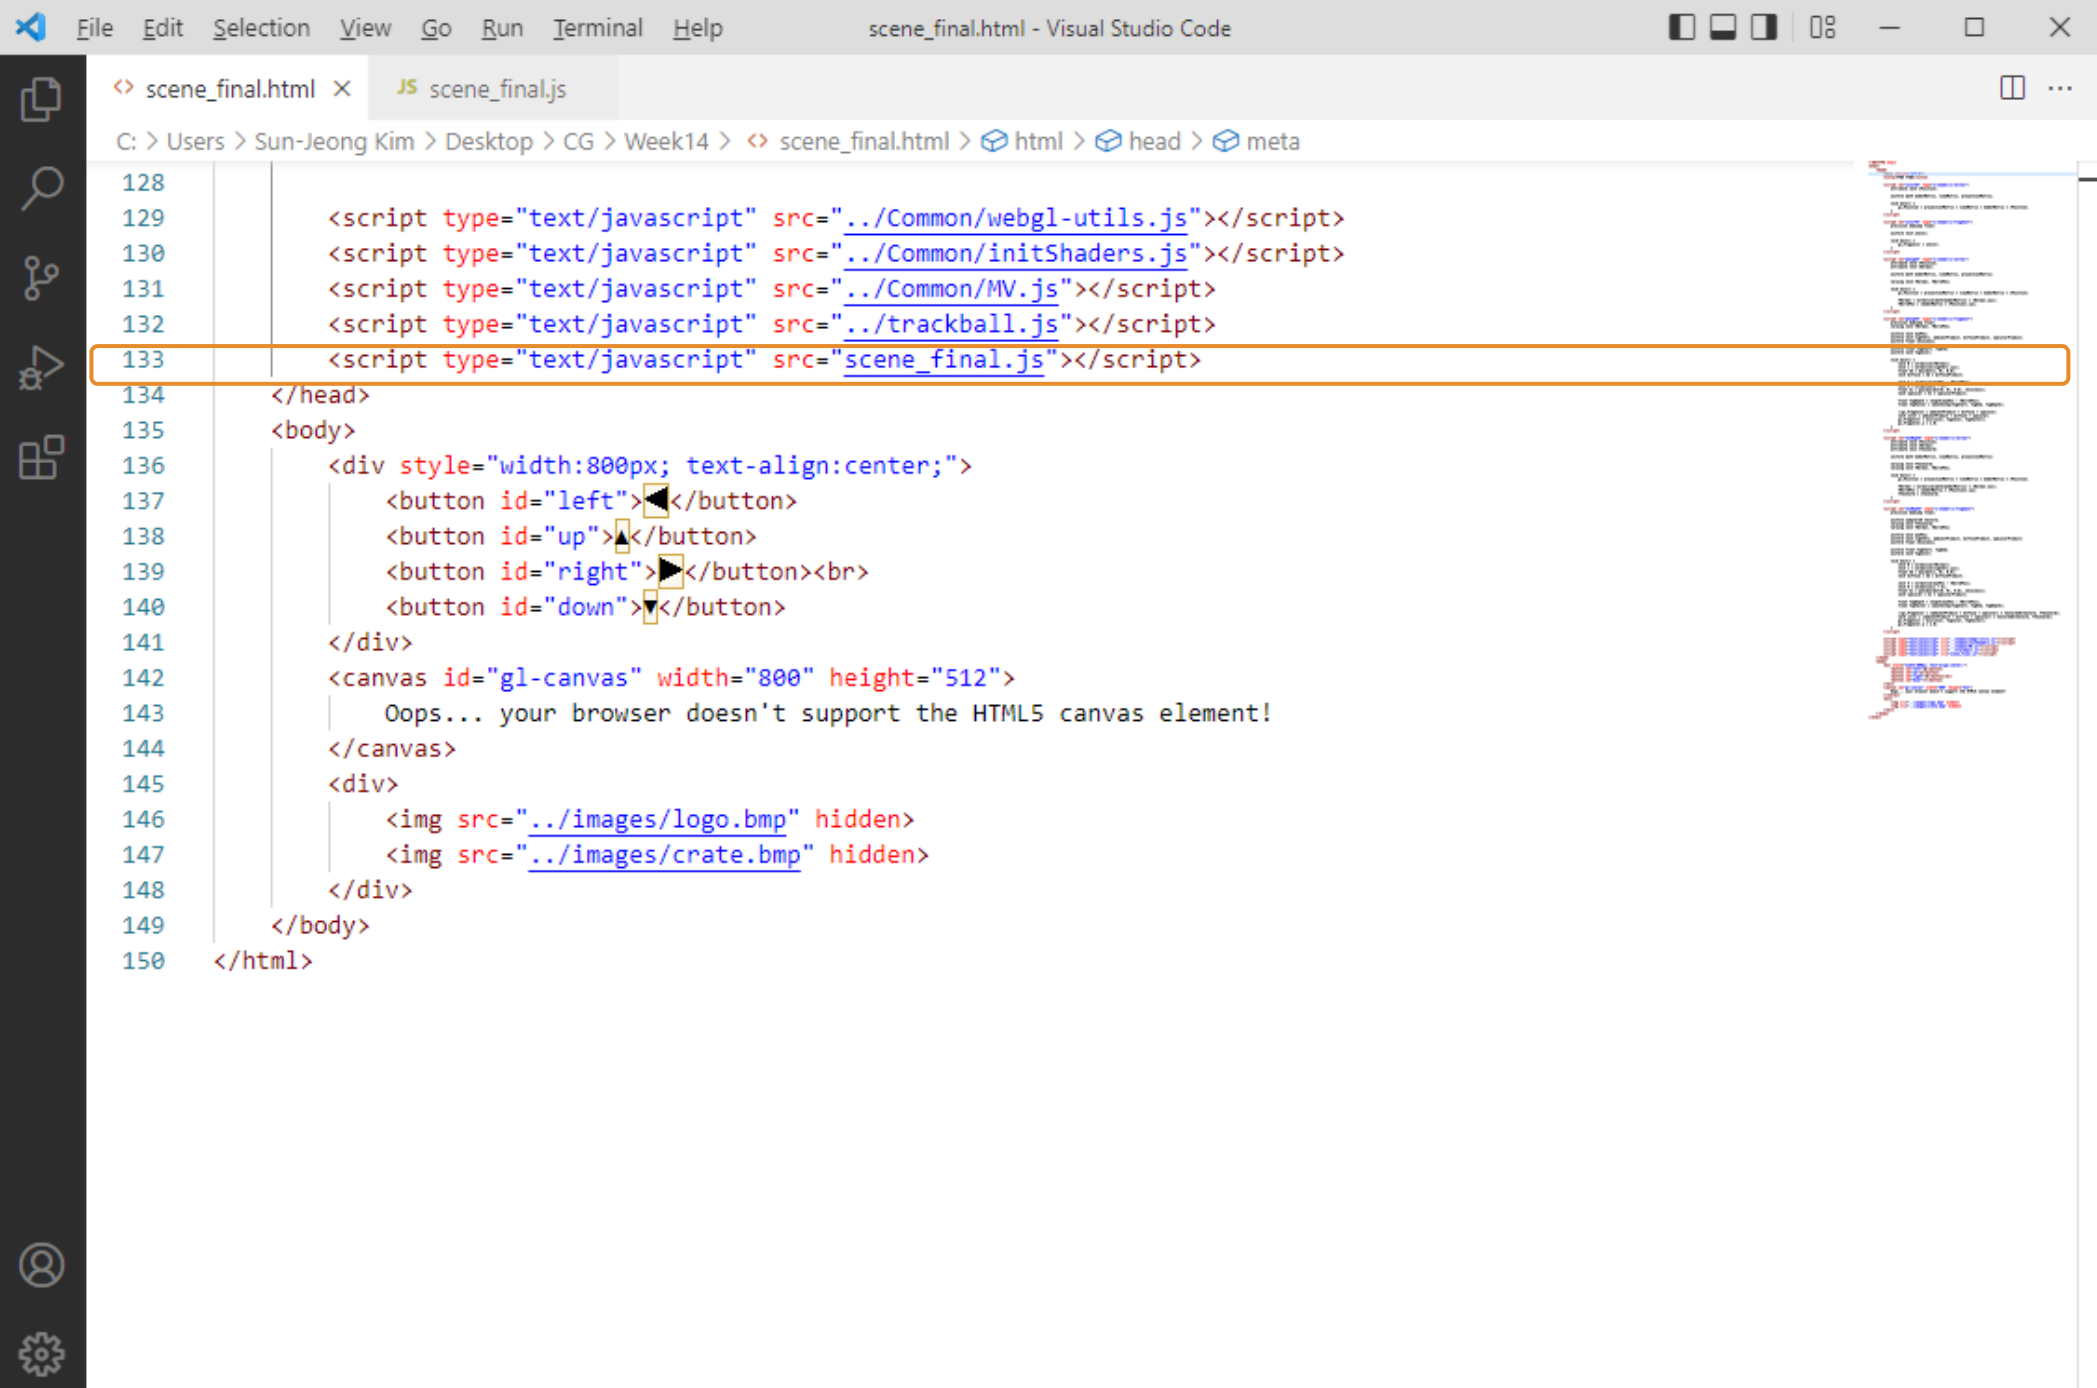 File Edit Selection View Go Run Terminal Help scene_final.html - Visual Studio Code
<> scene_final.html × JS scene_final.js
C: > Users > Sun-Jeong Kim > Desktop > CG > Week14 > <> scene_final.html > html > head > meta
128
129 <script type="text/javascript" src="../Common/webgl-utils.js"></script>
130 <script type="text/javascript" src="../Common/initShaders.js"></script>
131 <script type="text/javascript" src="../Common/MV.js"></script>
132 <script type="text/javascript" src="../trackball.js"></script>
133 <script type="text/javascript" src="scene_final.js"></script>
134 </head>
135 <body>
136 <div style="width:800px; text-align:center;">
137 <button id="left">◀</button>
138 <button id="up">▲</button>
139 <button id="right">▶</button><br>
140 <button id="down">▼</button>
141 </div>
142 <canvas id="gl-canvas" width="800" height="512">
143 Oops... your browser doesn't support the HTML5 canvas element!
144 </canvas>
145 <div>
146 <img src="../images/logo.bmp" hidden>
147 <img src="../images/crate.bmp" hidden>
148 </div>
149 </body>
150 </html>